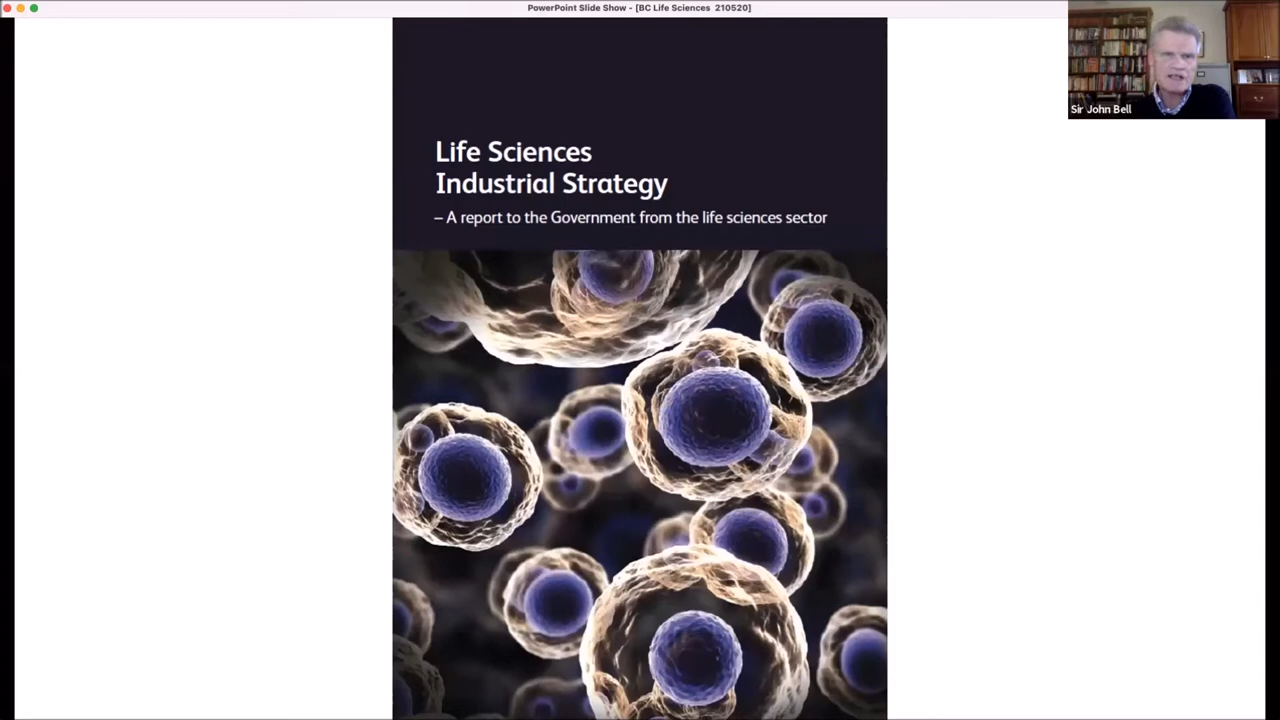 PowerPoint Slide Show - [BC Life Sciences  210520]
Sir John Bell
Life Sciences
Industrial Strategy
– A report to the Government from the life sciences sector